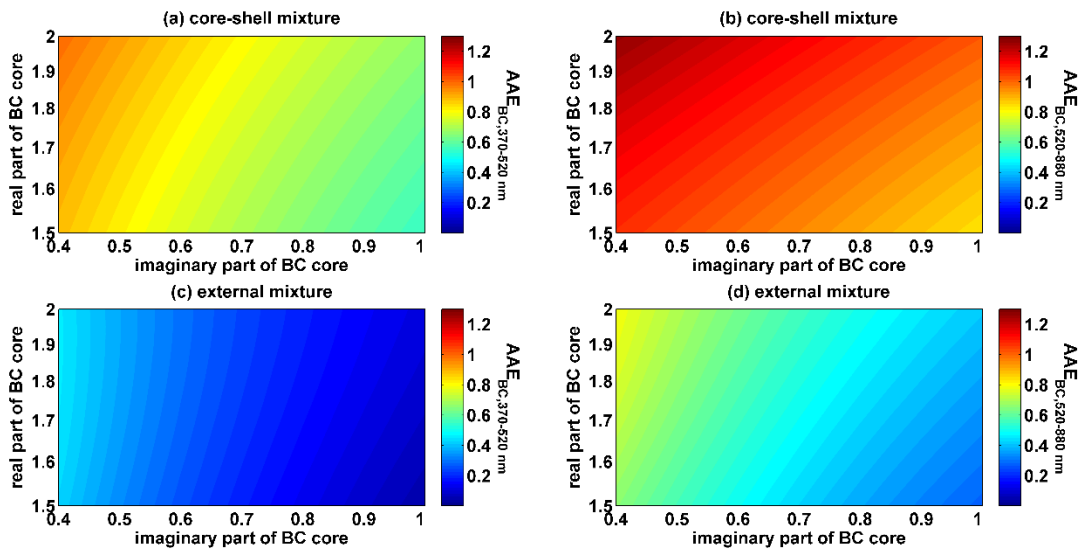 (a) core-shell mixture
real part of BC core
2
1.9
1.8
1.7
1.6
1.5
0.4 0.5 0.6 0.7 0.8 0.9 1
imaginary part of BC core
1.2
1
0.8
0.6
0.4
0.2
AAE BC,370-520 nm
(b) core-shell mixture
real part of BC core
2
1.9
1.8
1.7
1.6
1.5
0.4 0.5 0.6 0.7 0.8 0.9 1
imaginary part of BC core
1.2
1
0.8
0.6
0.4
0.2
AAE BC,520-880 nm
(c) external mixture
real part of BC core
2
1.9
1.8
1.7
1.6
1.5
0.4 0.5 0.6 0.7 0.8 0.9 1
imaginary part of BC core
1.2
1
0.8
0.6
0.4
0.2
AAE BC,370-520 nm
(d) external mixture
real part of BC core
2
1.9
1.8
1.7
1.6
1.5
0.4 0.5 0.6 0.7 0.8 0.9 1
imaginary part of BC core
1.2
1
0.8
0.6
0.4
0.2
AAE BC,520-880 nm